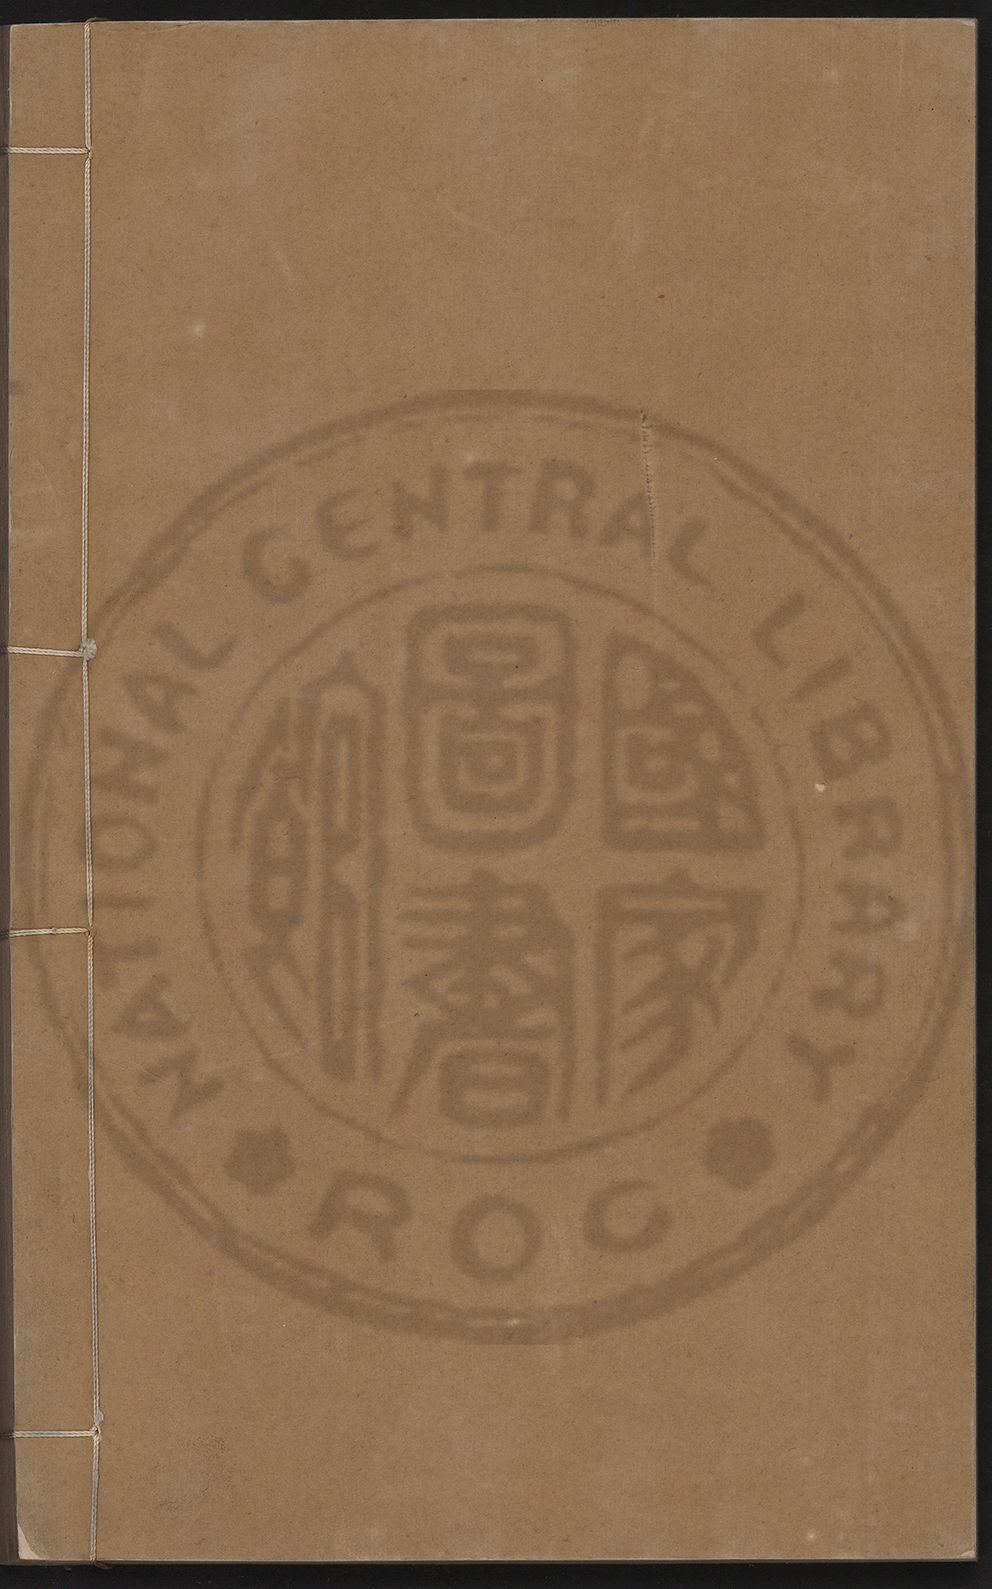 NATIONAL CENTRAL LIBRARY
國家
圖書
館
ROC